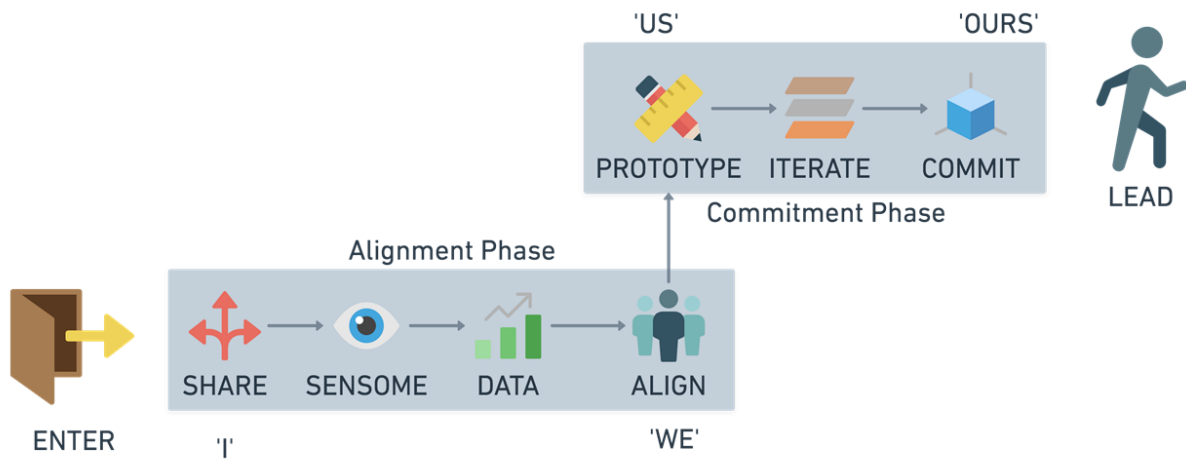 'US'
'OURS'
PROTOTYPE
ITERATE
COMMIT
LEAD
Commitment Phase
Alignment Phase
SHARE
SENSOME
DATA
ALIGN
ENTER
'I'
'WE'